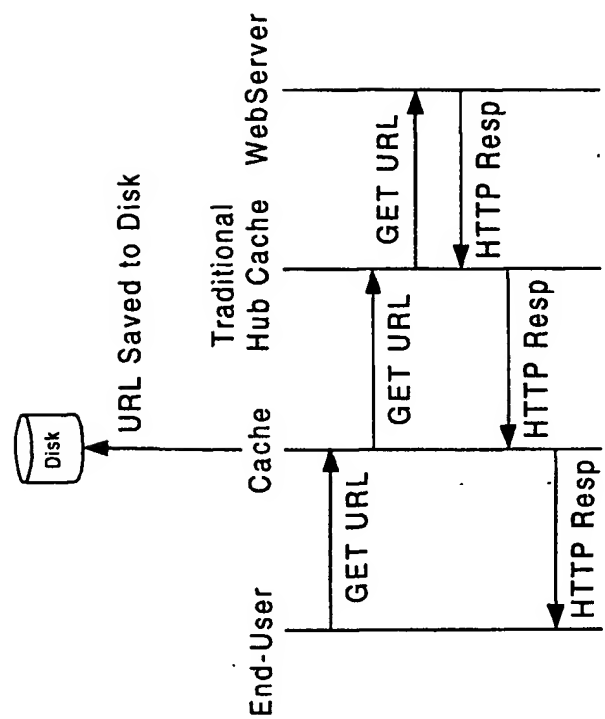 Disk
URL Saved to Disk
End-User
Cache
Traditional
Hub Cache
WebServer
GET URL
GET URL
GET URL
HTTP Resp
HTTP Resp
HTTP Resp